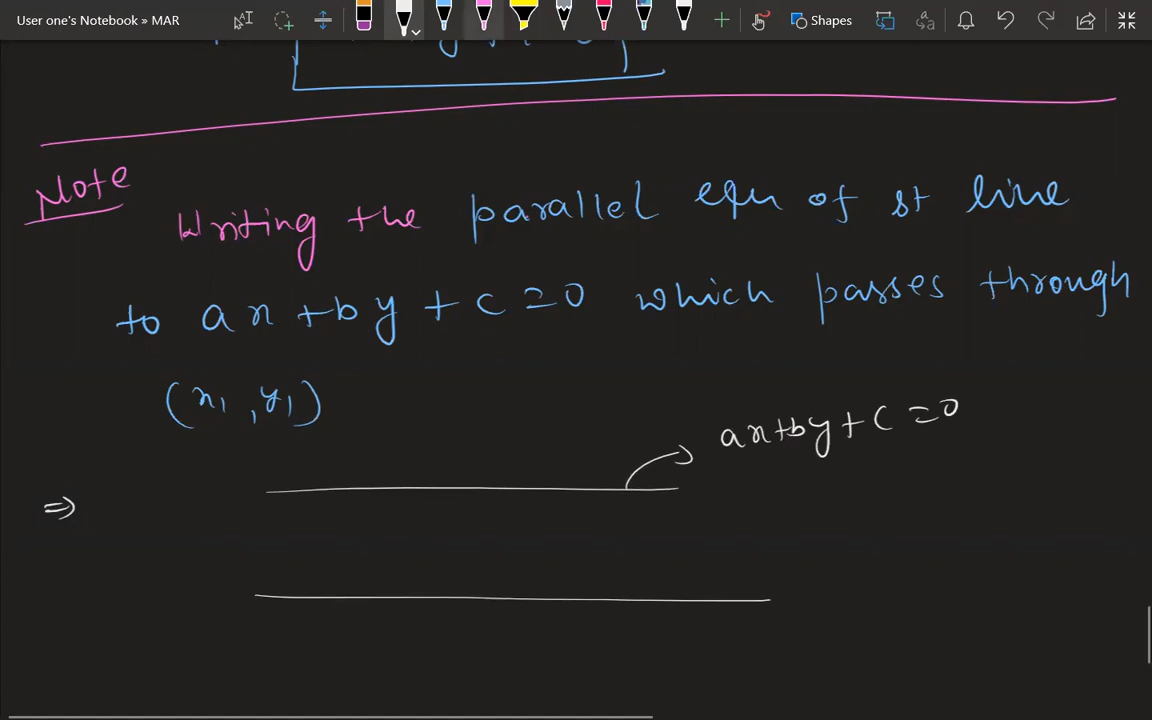 User one's Notebook » MAR
Shapes
Note
Writing the parallel eqn of st line
to ax + by + c = 0 which passes through
(x₁, y₁)
ax+by+c=0
⇒